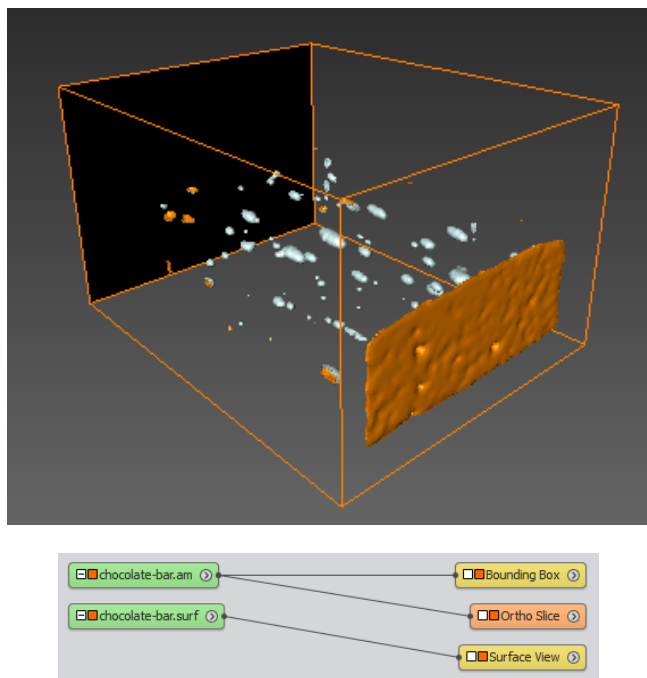 chocolate-bar.am
Bounding Box
Ortho Slice
chocolate-bar.surf
Surface View